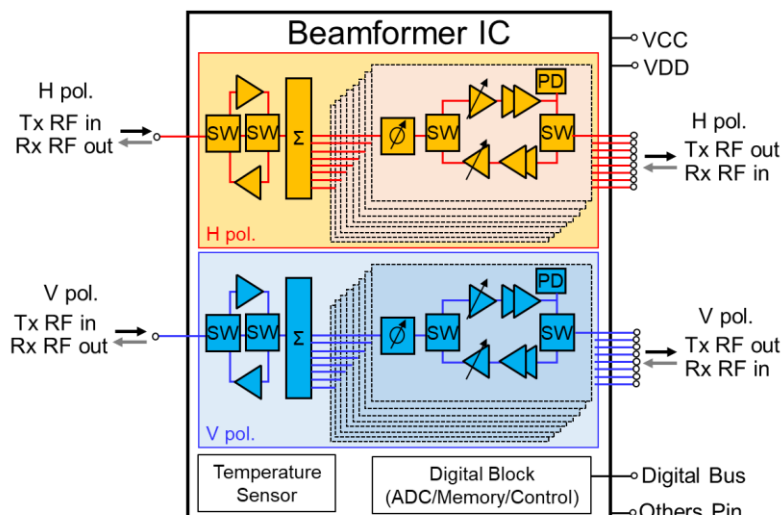 Beamformer IC
VCC
VDD
H pol.
Tx RF in
Rx RF out
SW
SW
Σ
Ø
SW
PD
SW
H pol.
Tx RF out
Rx RF in
H pol.
V pol.
Tx RF in
Rx RF out
SW
SW
Σ
Ø
SW
PD
SW
V pol.
Tx RF out
Rx RF in
V pol.
Temperature
Sensor
Digital Block
(ADC/Memory/Control)
Digital Bus
Others Pin